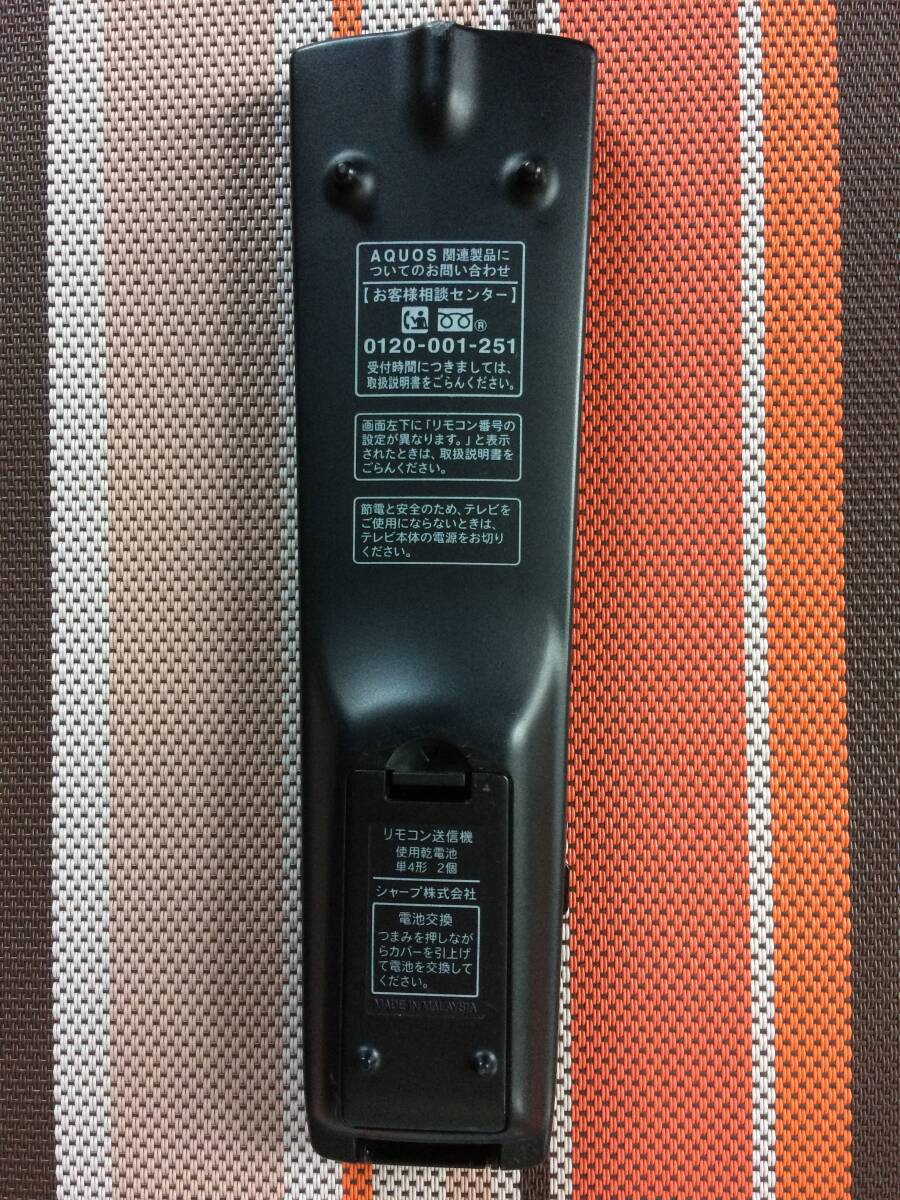 AQUOS 関連製品に
ついてのお問い合わせ
【お客様相談センター】
®
0120-001-251
受付時間につきましては、
取扱説明書をごらんください。
画面左下に「リモコン番号の
設定が異なります。」と表示
されたときは、取扱説明書を
ごらんください。
節電と安全のため、テレビを
ご使用にならないときは、
テレビ本体の電源をお切り
ください。
リモコン送信機
使用乾電池
単4形 2個
シャープ株式会社
電池交換
つまみを押しなが
らカバーを引上げ
て電池を交換して
ください。
MADE IN MALAYSIA